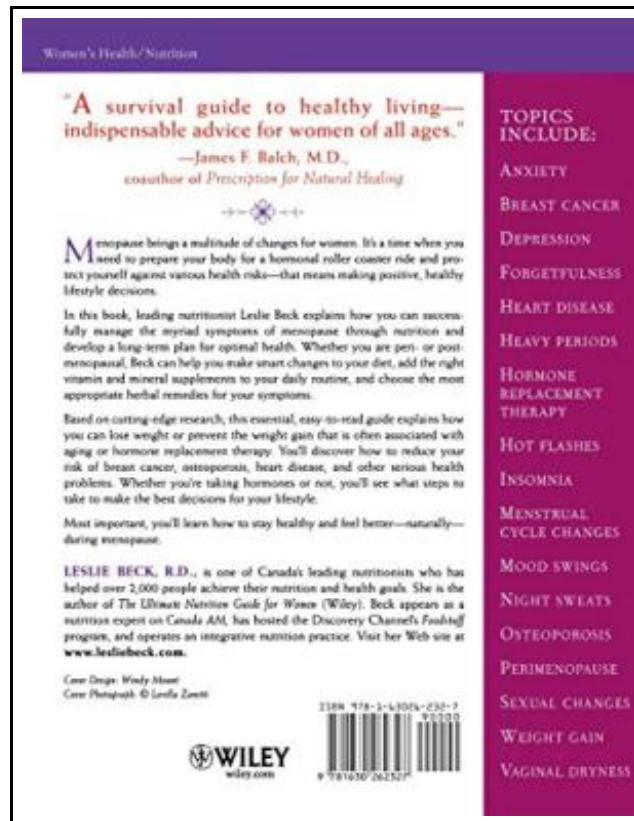 Women's Health/Nutrition
"A survival guide to healthy living—
indispensable advice for women of all ages."
—James F. Balch, M.D.,
coauthor of Prescription for Natural Healing
Menopause brings a multitude of changes for women. It's a time when you
need to prepare your body for a hormonal roller coaster ride and pro-
tect yourself against various health risks—that means making positive, healthy
lifestyle decisions.
In this book, leading nutritionist Leslie Beck explains how you can success-
fully manage the myriad symptoms of menopause through nutrition and
develop a long-term plan for optimal health. Whether you are peri- or post-
menopausal, Beck can help you make smart changes to your diet, add the right
vitamin and mineral supplements to your daily routine, and choose the most
appropriate herbal remedies for your symptoms.
Based on cutting-edge research, this essential, easy-to-read guide explains how
you can lose weight or prevent the weight gain that is often associated with
aging or hormone replacement therapy. You'll discover how to reduce your
risk of breast cancer, osteoporosis, heart disease, and other serious health
problems. Whether you're taking hormones or not, you'll see what steps to
take to make the best decisions for your lifestyle.
Most important, you'll learn how to stay healthy and feel better—naturally—
during menopause.
LESLIE BECK, R.D., is one of Canada's leading nutritionists who has
helped over 2,000 people achieve their nutrition and health goals. She is the
author of The Ultimate Nutrition Guide for Women (Wiley). Beck appears as a
nutrition expert on Canada AM, has hosted the Discovery Channel's Foodstuff
program, and operates an integrative nutrition practice. Visit her Web site at
www.lesliebeck.com.
Cover Design: Wendy Mount
Cover Photograph: © Lorella Zanetti
WILEY
wiley.com
ISBN 978-1-63026-232-7
90000
9 781630 262327
TOPICS
INCLUDE:
ANXIETY
BREAST CANCER
DEPRESSION
FORGETFULNESS
HEART DISEASE
HEAVY PERIODS
HORMONE
REPLACEMENT
THERAPY
HOT FLASHES
INSOMNIA
MENSTRUAL
CYCLE CHANGES
MOOD SWINGS
NIGHT SWEATS
OSTEOPOROSIS
PERIMENOPAUSE
SEXUAL CHANGES
WEIGHT GAIN
VAGINAL DRYNESS